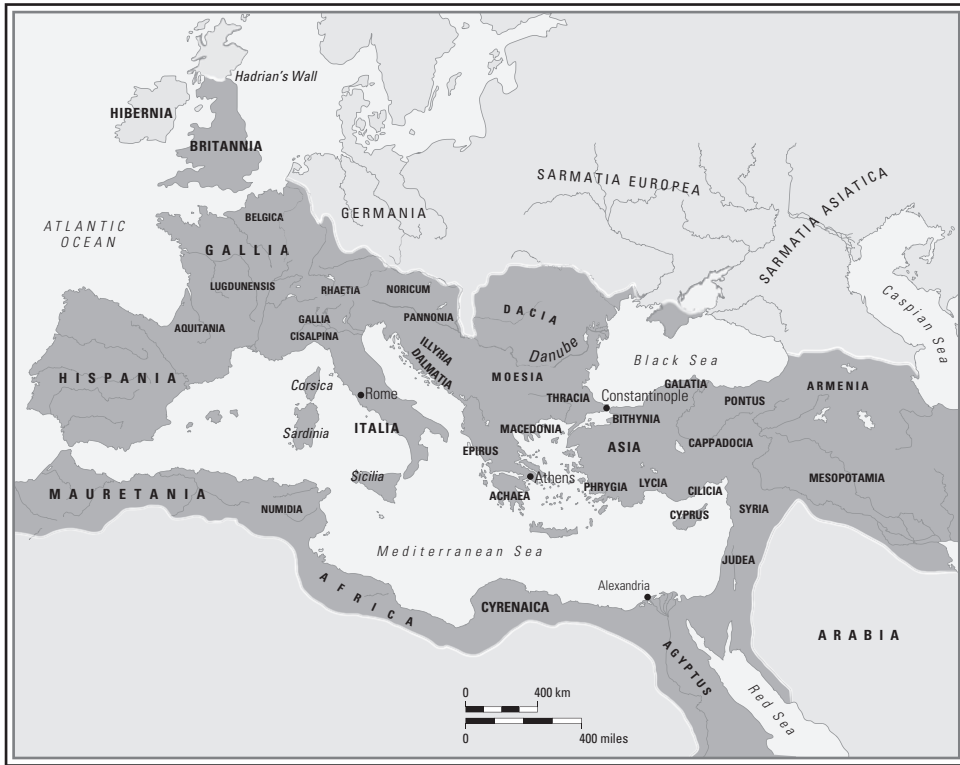 Hadrian's Wall
HIBERNIA
BRITANNIA
SARMATIA EUROPEA
SARMATIA ASIATICA
BELGICA
GERMANIA
ATLANTIC
OCEAN
GALLIA
LUGDUNENSIS
RHAETIA
NORICUM
Caspian Sea
DACIA
GALLIA
CISALPINA
PANNONIA
AQUITANIA
ILLYRIA
DALMATIA
Danube
Black Sea
HISPANIA
Corsica
Rome
MOESIA
GALATIA
ARMENIA
THRACIA
Constantinople
PONTUS
BITHYNIA
Sardinia
ITALIA
MACEDONIA
ASIA
CAPPADOCIA
EPIRUS
Sicilia
Athens
MESOPOTAMIA
MAURETANIA
ACHAEA
PHRYGIA
LYCIA
CILICIA
NUMIDIA
CYPRUS
SYRIA
Mediterranean Sea
JUDEA
AFRICA
Alexandria
CYRENAICA
ARABIA
AGYPTUS
Red Sea
0 400 km
0 400 miles